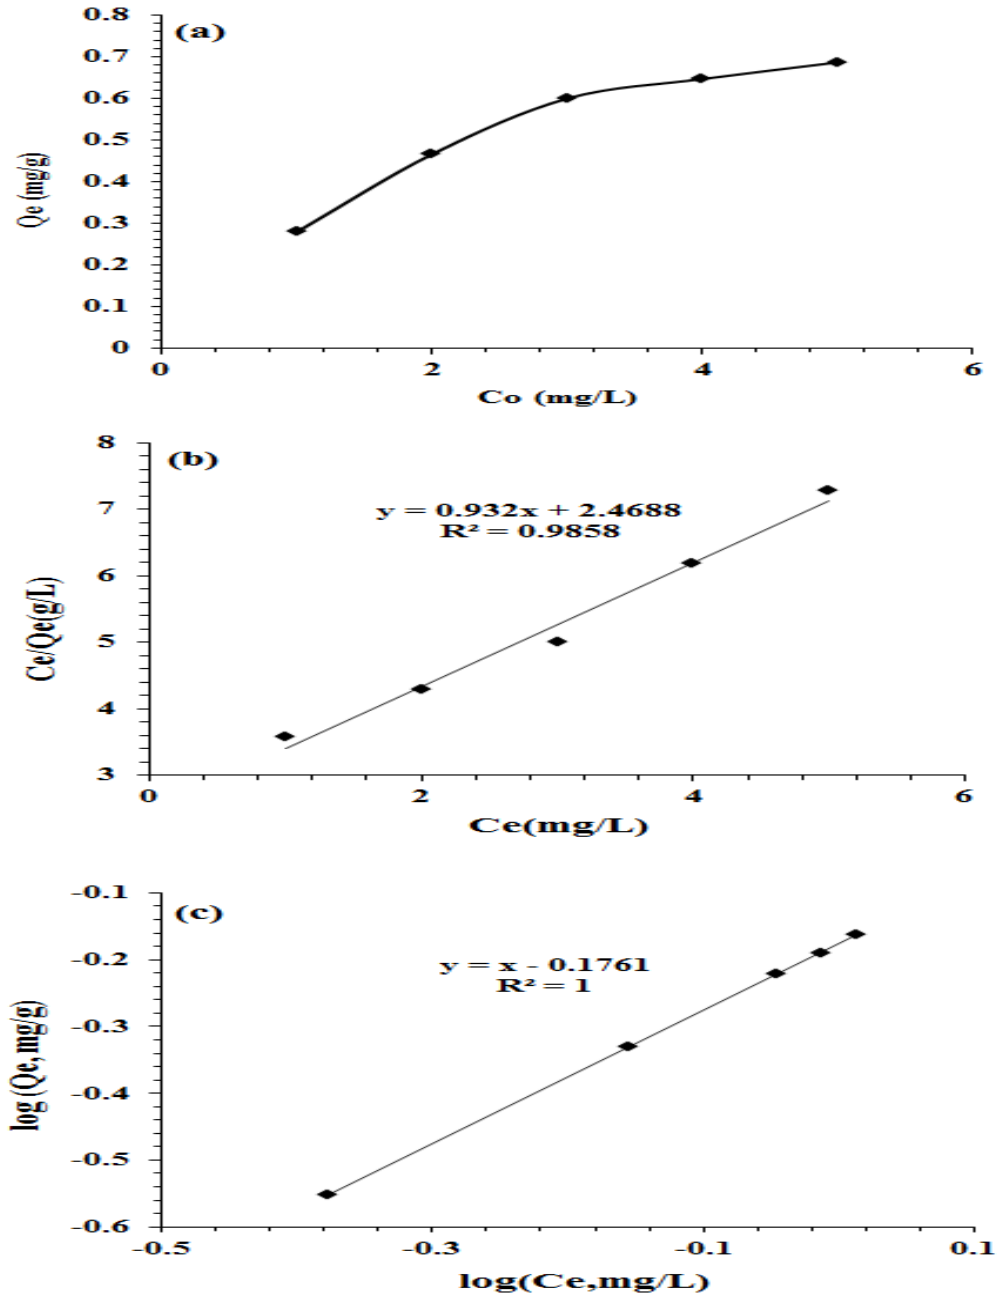 (a)
0.8
0.7
0.6
0.5
0.4
0.3
0.2
0.1
0
Qe (mg/g)
0 2 4 6
Co (mg/L)
(b)
8
7
6
5
4
3
y = 0.932x + 2.4688
R² = 0.9858
Ce/Qe(g/L)
0 2 4 6
Ce(mg/L)
(c)
-0.1
-0.2
-0.3
-0.4
-0.5
-0.6
y = x - 0.1761
R² = 1
log (Qe, mg/g)
-0.5 -0.3 -0.1 0.1
log(Ce,mg/L)